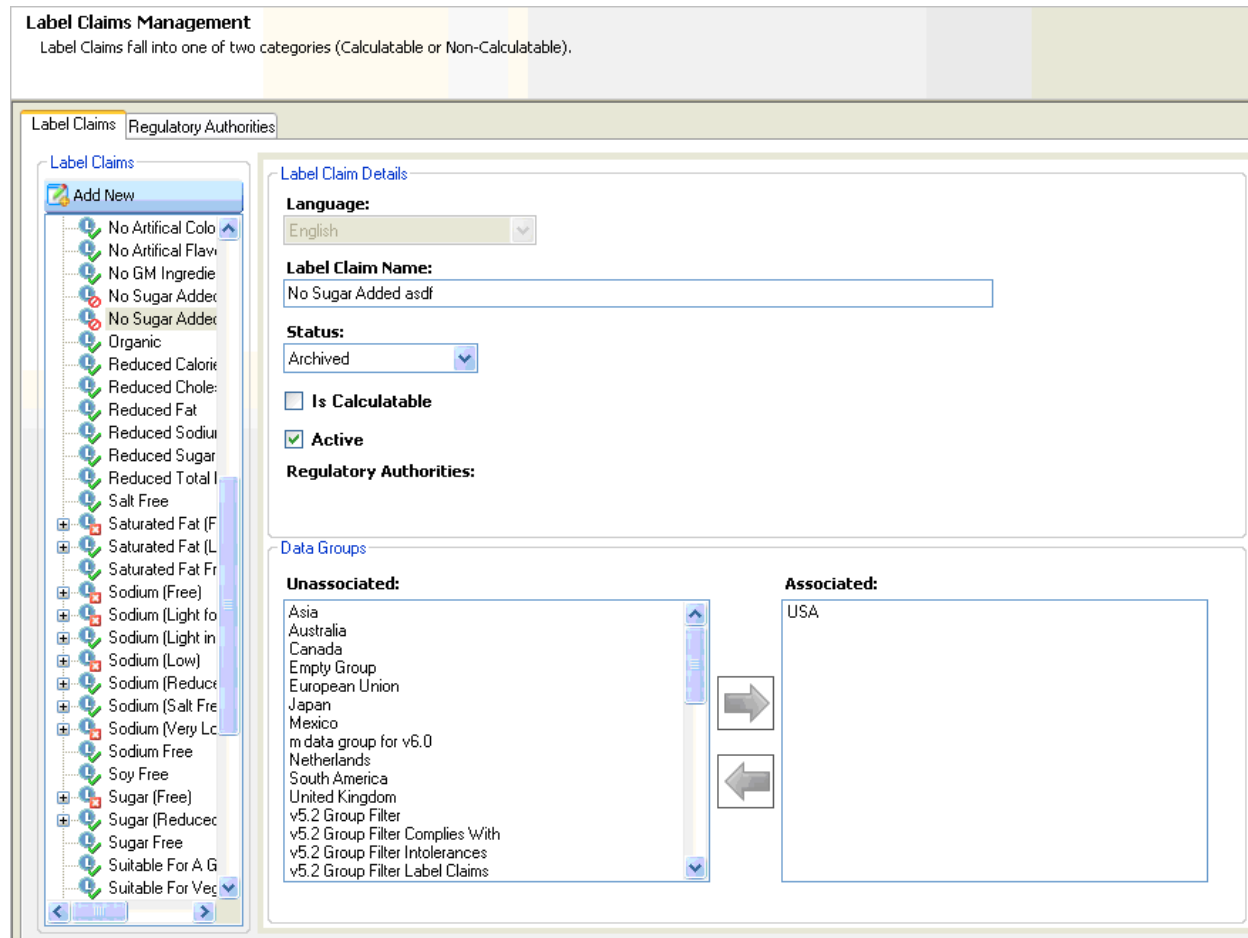 Label Claims Management
Label Claims fall into one of two categories (Calculatable or Non-Calculatable).
Label Claims
Regulatory Authorities
Label Claims
Add New
No Artifical Colo
No Artifical Flav
No GM Ingredie
No Sugar Added
No Sugar Added
Organic
Reduced Calorie
Reduced Choles
Reduced Fat
Reduced Sodiu
Reduced Sugar
Reduced Total
Salt Free
Saturated Fat (F
Saturated Fat (L
Saturated Fat Fr
Sodium (Free)
Sodium (Light fo
Sodium (Light in
Sodium (Low)
Sodium (Reduce
Sodium (Salt Fre
Sodium (Very Lo
Sodium Free
Soy Free
Sugar (Free)
Sugar (Reduced
Sugar Free
Suitable For A G
Suitable For Veg
Label Claim Details
Language:
English
Label Claim Name:
No Sugar Added asdf
Status:
Archived
Is Calculatable
Active
Regulatory Authorities:
Data Groups
Unassociated:
Asia
Australia
Canada
Empty Group
European Union
Japan
Mexico
m data group for v6.0
Netherlands
South America
United Kingdom
v5.2 Group Filter
v5.2 Group Filter Complies With
v5.2 Group Filter Intolerances
v5.2 Group Filter Label Claims
Associated:
USA